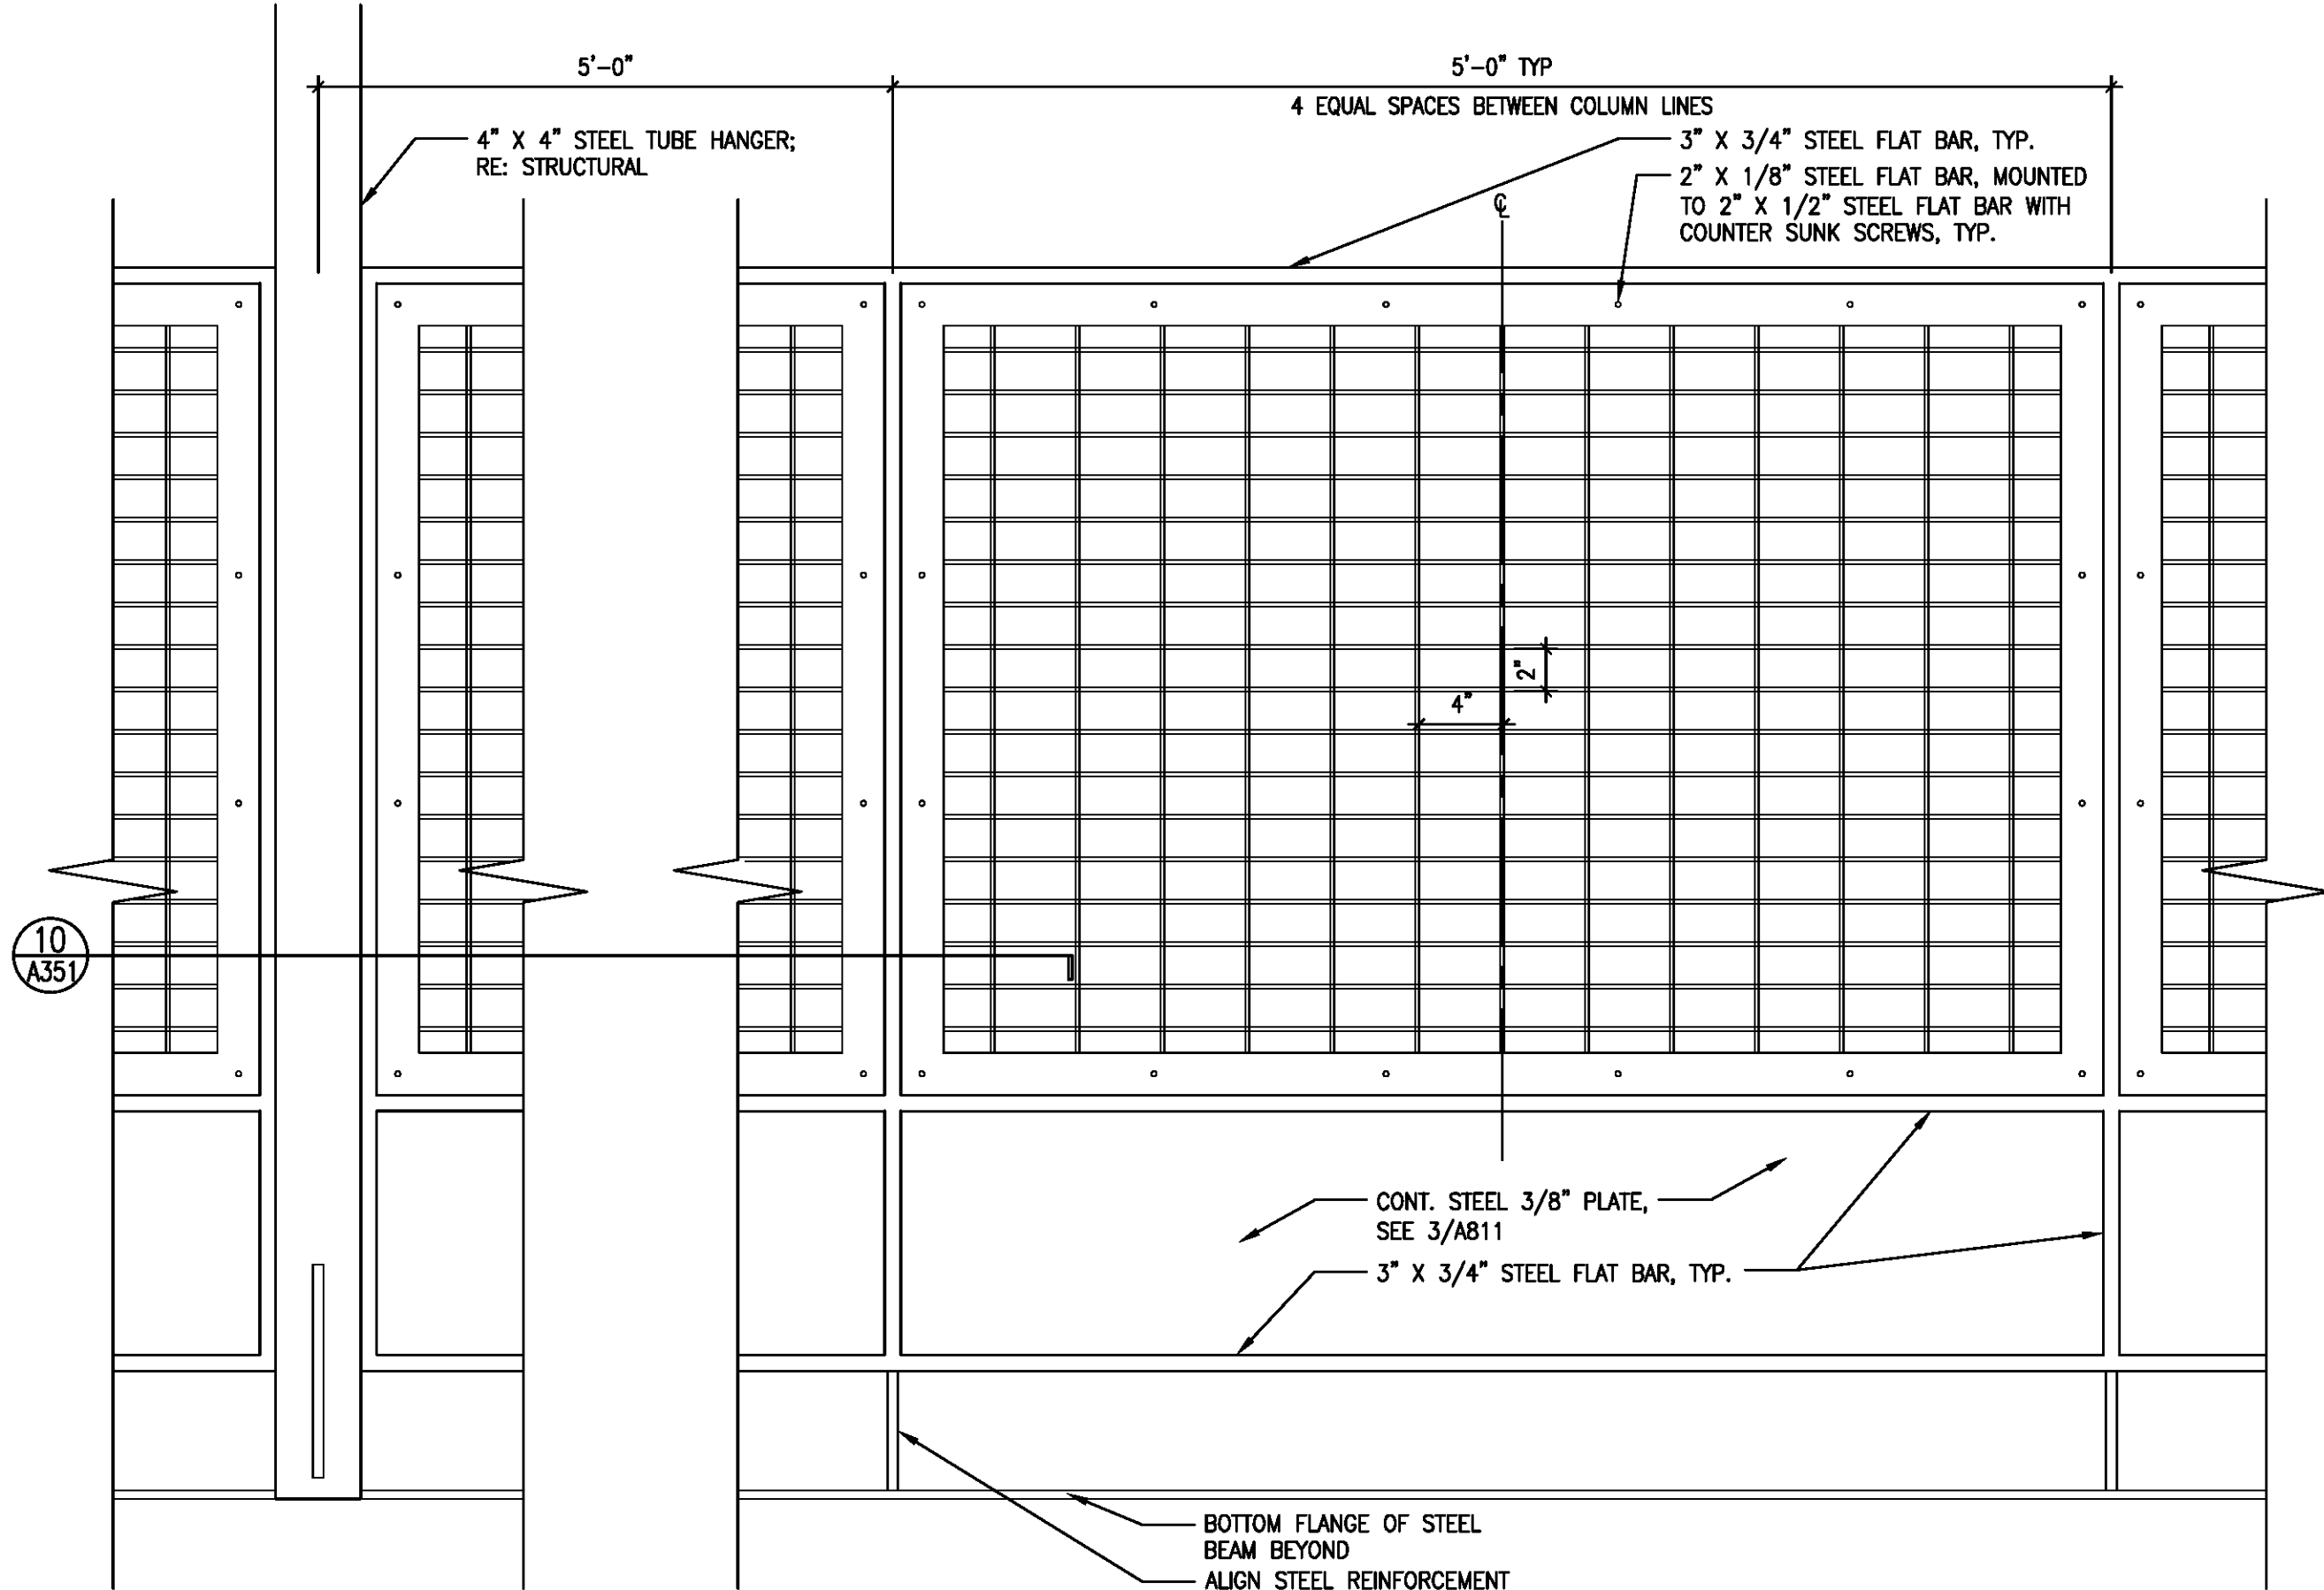 5'-0"
5'-0" TYP
4 EQUAL SPACES BETWEEN COLUMN LINES
4" X 4" STEEL TUBE HANGER;
RE: STRUCTURAL
3" X 3/4" STEEL FLAT BAR, TYP.
2" X 1/8" STEEL FLAT BAR, MOUNTED
TO 2" X 1/2" STEEL FLAT BAR WITH
COUNTER SUNK SCREWS, TYP.
℄
2"
4"
10
A351
CONT. STEEL 3/8" PLATE,
SEE 3/A811
3" X 3/4" STEEL FLAT BAR, TYP.
BOTTOM FLANGE OF STEEL
BEAM BEYOND
ALIGN STEEL REINFORCEMENT